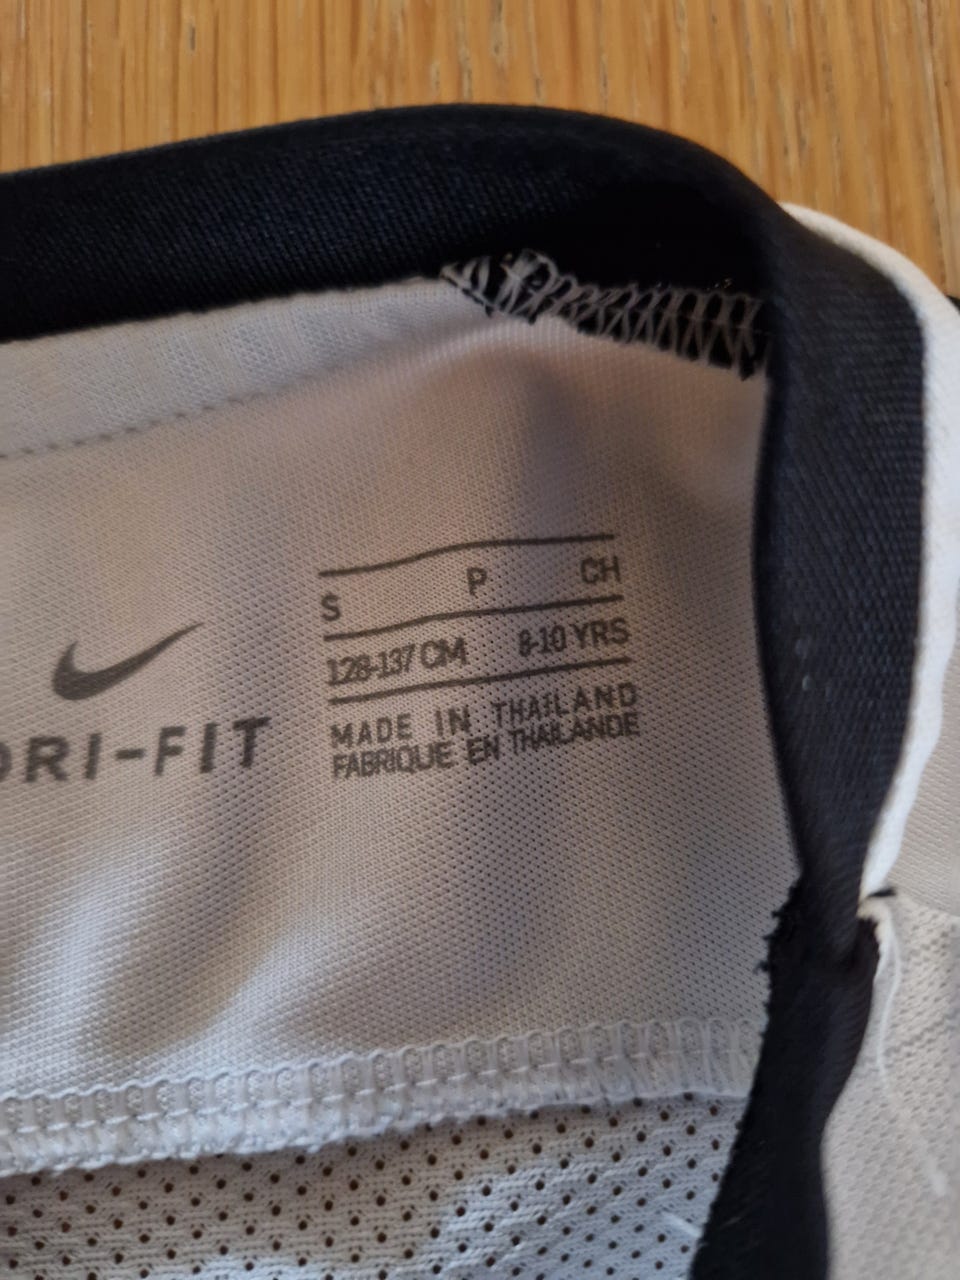 S P CH
128-137 CM 8-10 YRS
MADE IN THAILAND
FABRIQUE EN THAILANDE
DRI-FIT